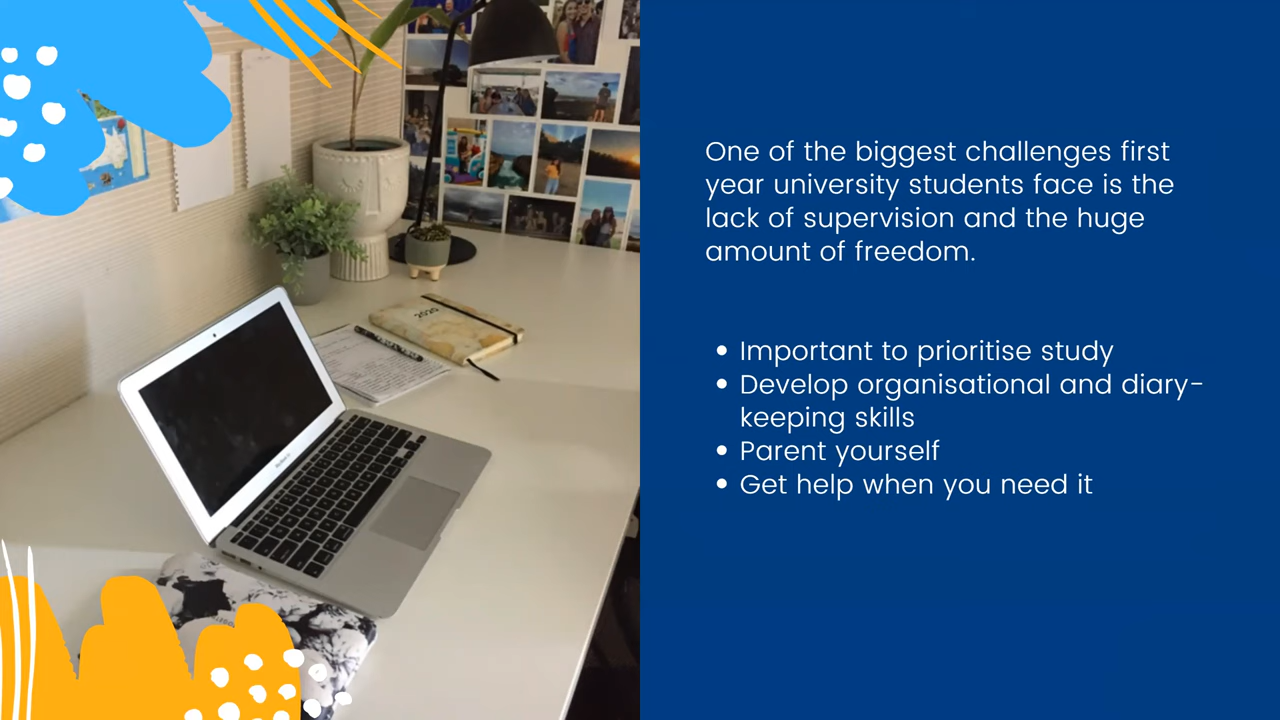 One of the biggest challenges first
year university students face is the
lack of supervision and the huge
amount of freedom.
• Important to prioritise study
• Develop organisational and diary-
keeping skills
• Parent yourself
• Get help when you need it
2020